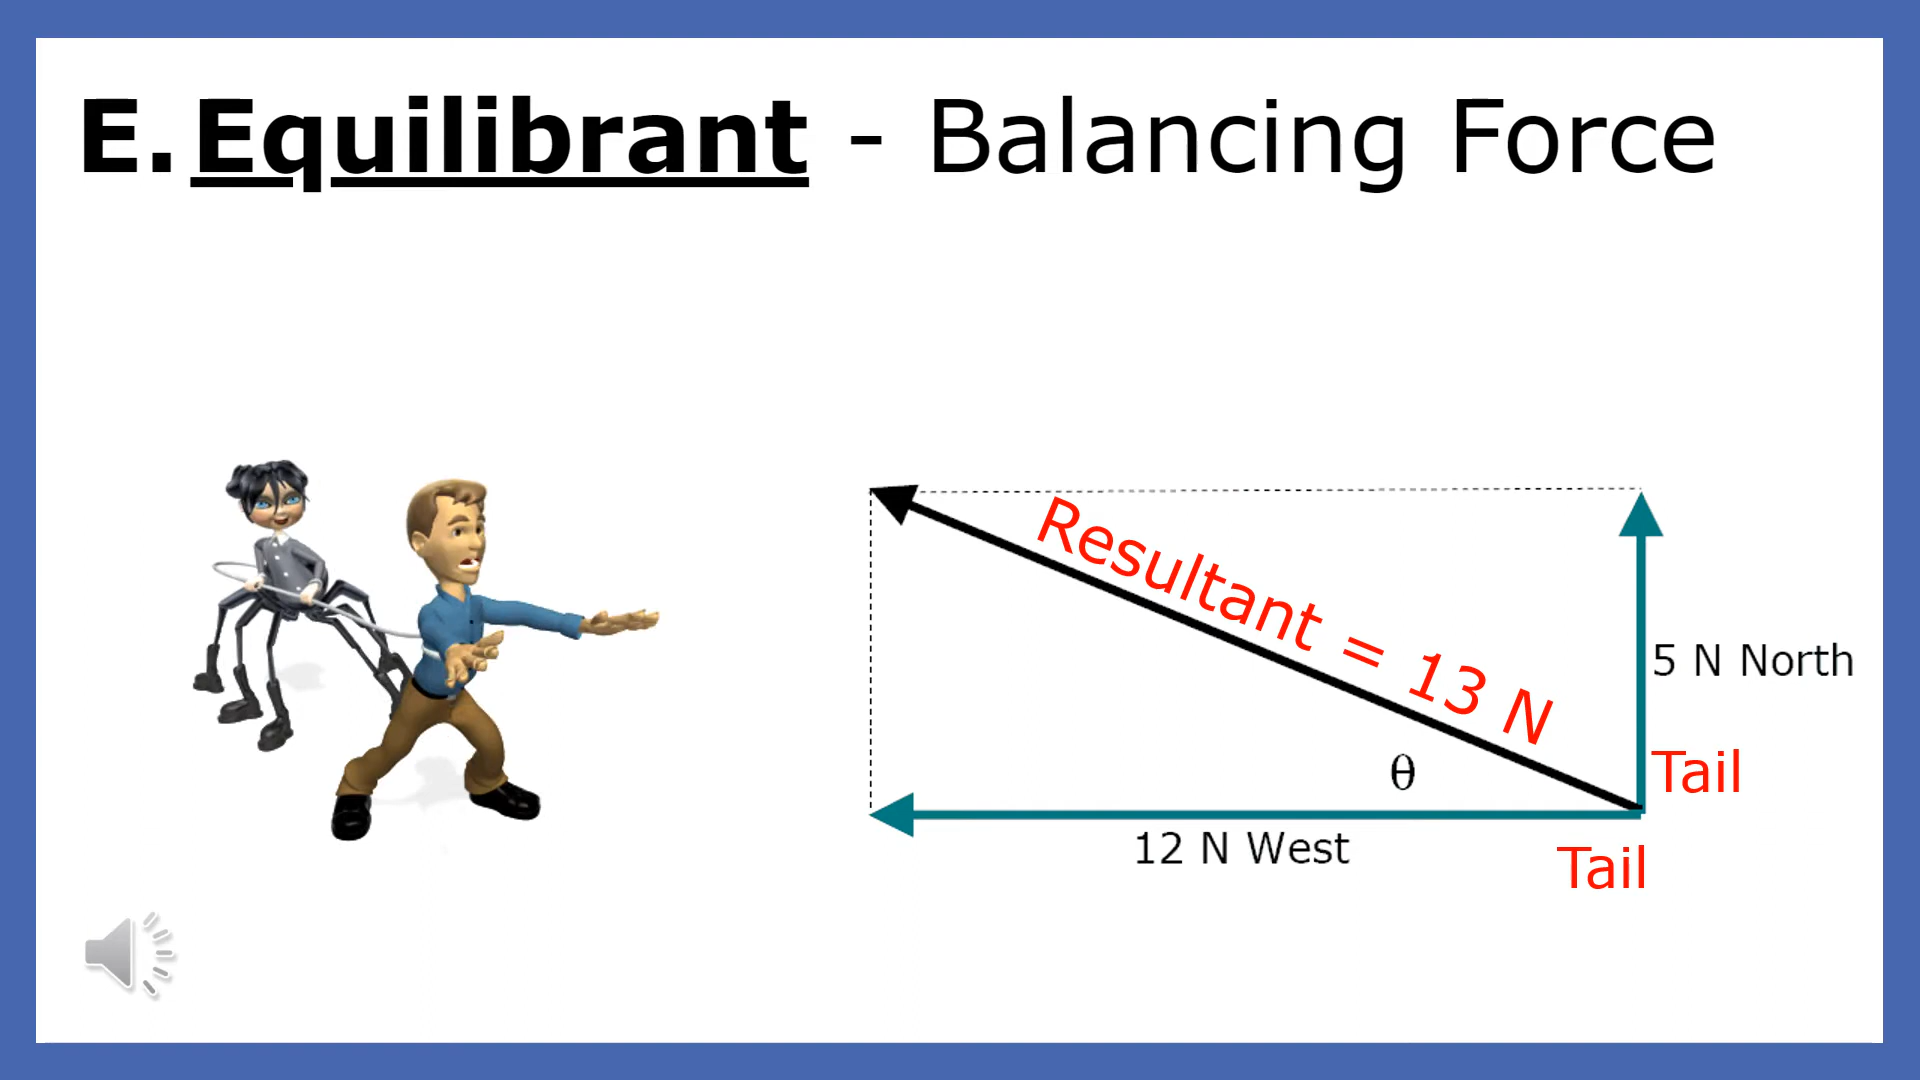 E. Equilibrant - Balancing Force
Resultant = 13 N
5 N North
θ
Tail
12 N West
Tail